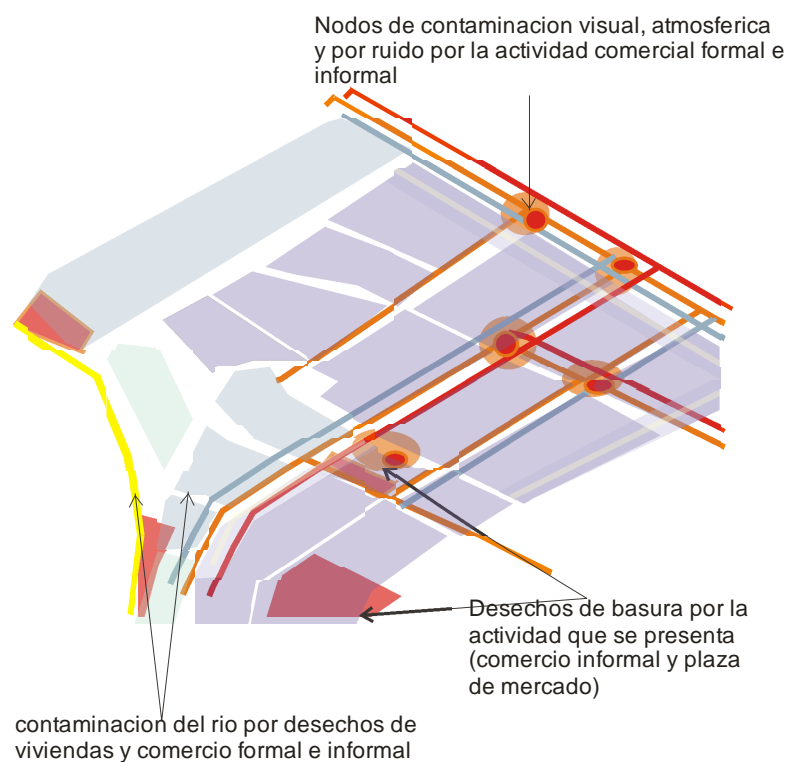 Nodos de contaminacion visual, atmosferica
y por ruido por la actividad comercial formal e
informal
Desechos de basura por la
actividad que se presenta
(comercio informal y plaza
de mercado)
contaminacion del rio por desechos de
viviendas y comercio formal e informal